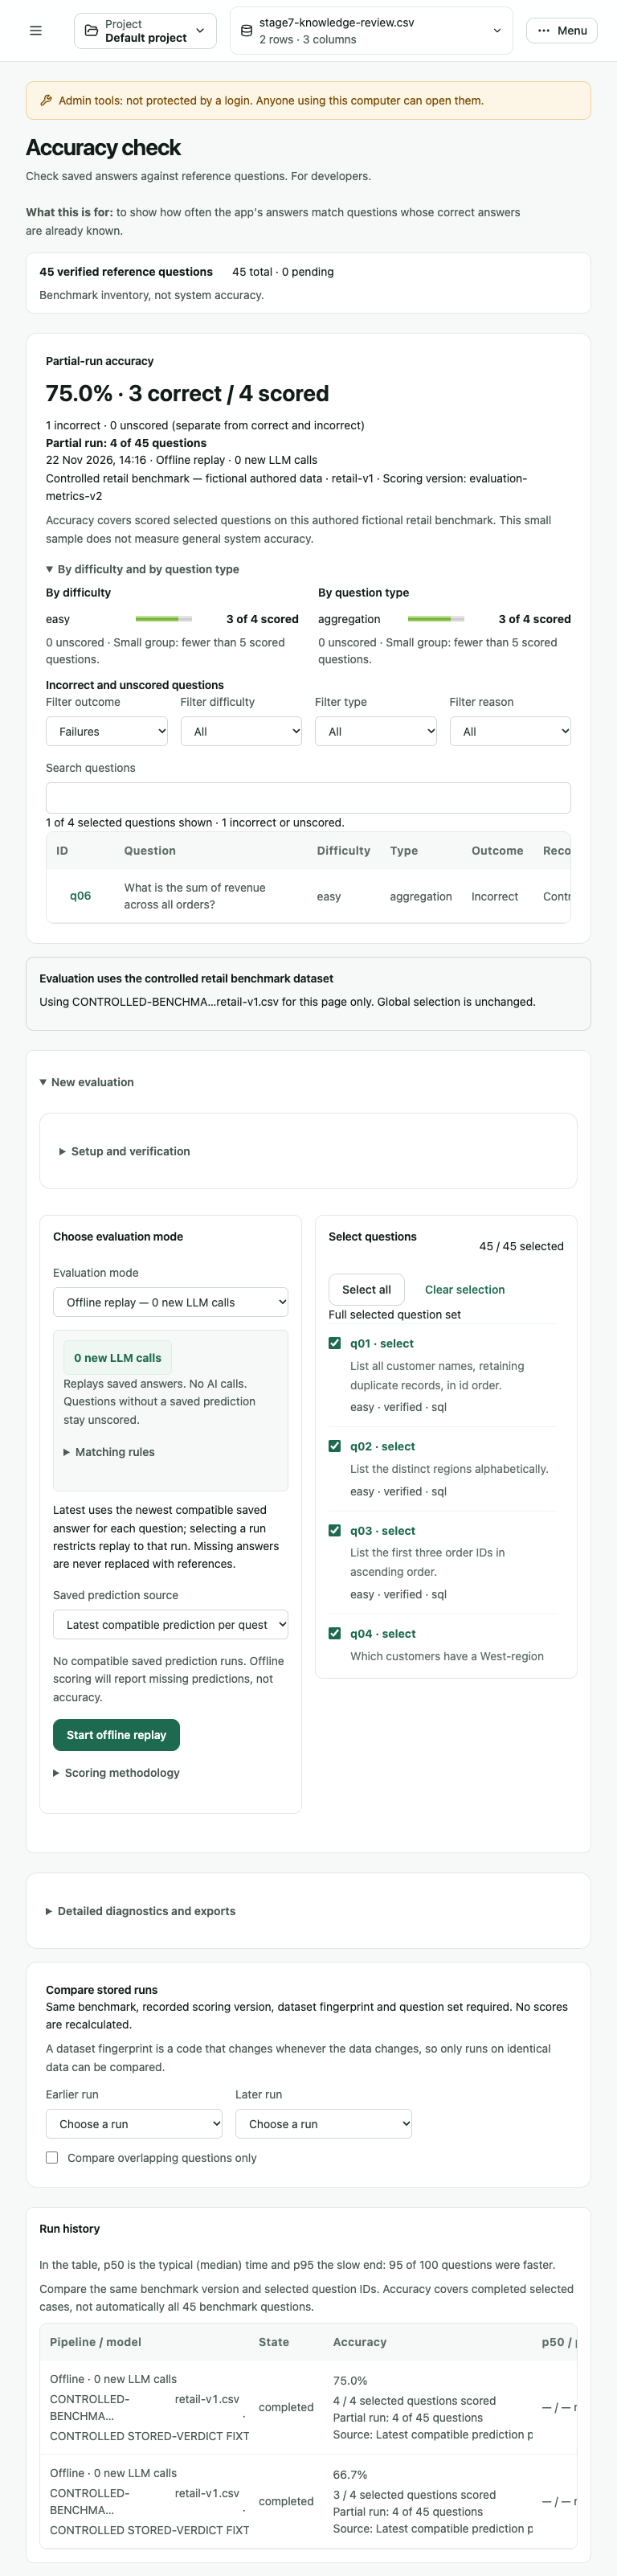 Project
Default project
stage7-knowledge-review.csv
2 rows · 3 columns
Menu
Admin tools: not protected by a login. Anyone using this computer can open them.
Accuracy check
Check saved answers against reference questions. For developers.
What this is for: to show how often the app's answers match questions whose correct answers
are already known.
45 verified reference questions 45 total · 0 pending
Benchmark inventory, not system accuracy.
Partial-run accuracy
75.0% · 3 correct / 4 scored
1 incorrect · 0 unscored (separate from correct and incorrect)
Partial run: 4 of 45 questions
22 Nov 2026, 14:16 · Offline replay · 0 new LLM calls
Controlled retail benchmark — fictional authored data · retail-v1 · Scoring version: evaluation-
metrics-v2
Accuracy covers scored selected questions on this authored fictional retail benchmark. This small
sample does not measure general system accuracy.
By difficulty and by question type
By difficulty By question type
easy 3 of 4 scored aggregation 3 of 4 scored
0 unscored · Small group: fewer than 5 scored 0 unscored · Small group: fewer than 5 scored
questions. questions.
Incorrect and unscored questions
Filter outcome Filter difficulty Filter type Filter reason
Failures All All All
Search questions
1 of 4 selected questions shown · 1 incorrect or unscored.
ID Question Difficulty Type Outcome Reco
q06 What is the sum of revenue easy aggregation Incorrect Contr
across all orders?
Evaluation uses the controlled retail benchmark dataset
Using CONTROLLED-BENCHMA...retail-v1.csv for this page only. Global selection is unchanged.
New evaluation
Setup and verification
Choose evaluation mode
Evaluation mode
Offline replay — 0 new LLM calls
0 new LLM calls
Replays saved answers. No AI calls.
Questions without a saved prediction
stay unscored.
Matching rules
Latest uses the newest compatible saved
answer for each question; selecting a run
restricts replay to that run. Missing answers
are never replaced with references.
Saved prediction source
Latest compatible prediction per quest
No compatible saved prediction runs. Offline
scoring will report missing predictions, not
accuracy.
Start offline replay
Scoring methodology
Select questions
45 / 45 selected
Select all Clear selection
Full selected question set
q01 · select
List all customer names, retaining
duplicate records, in id order.
easy · verified · sql
q02 · select
List the distinct regions alphabetically.
easy · verified · sql
q03 · select
List the first three order IDs in
ascending order.
easy · verified · sql
q04 · select
Which customers have a West-region
Detailed diagnostics and exports
Compare stored runs
Same benchmark, recorded scoring version, dataset fingerprint and question set required. No scores
are recalculated.
A dataset fingerprint is a code that changes whenever the data changes, so only runs on identical
data can be compared.
Earlier run Later run
Choose a run Choose a run
Compare overlapping questions only
Run history
In the table, p50 is the typical (median) time and p95 the slow end: 95 of 100 questions were faster.
Compare the same benchmark version and selected question IDs. Accuracy covers completed selected
cases, not automatically all 45 benchmark questions.
Pipeline / model State Accuracy p50 /
Offline · 0 new LLM calls
CONTROLLED-BENCHMA... retail-v1.csv ·
CONTROLLED STORED-VERDICT FIXT
completed
75.0%
4 / 4 selected questions scored
Partial run: 4 of 45 questions
Source: Latest compatible prediction p
— / —
Offline · 0 new LLM calls
CONTROLLED-BENCHMA... retail-v1.csv ·
CONTROLLED STORED-VERDICT FIXT
completed
66.7%
3 / 4 selected questions scored
Partial run: 4 of 45 questions
Source: Latest compatible prediction p
— / —